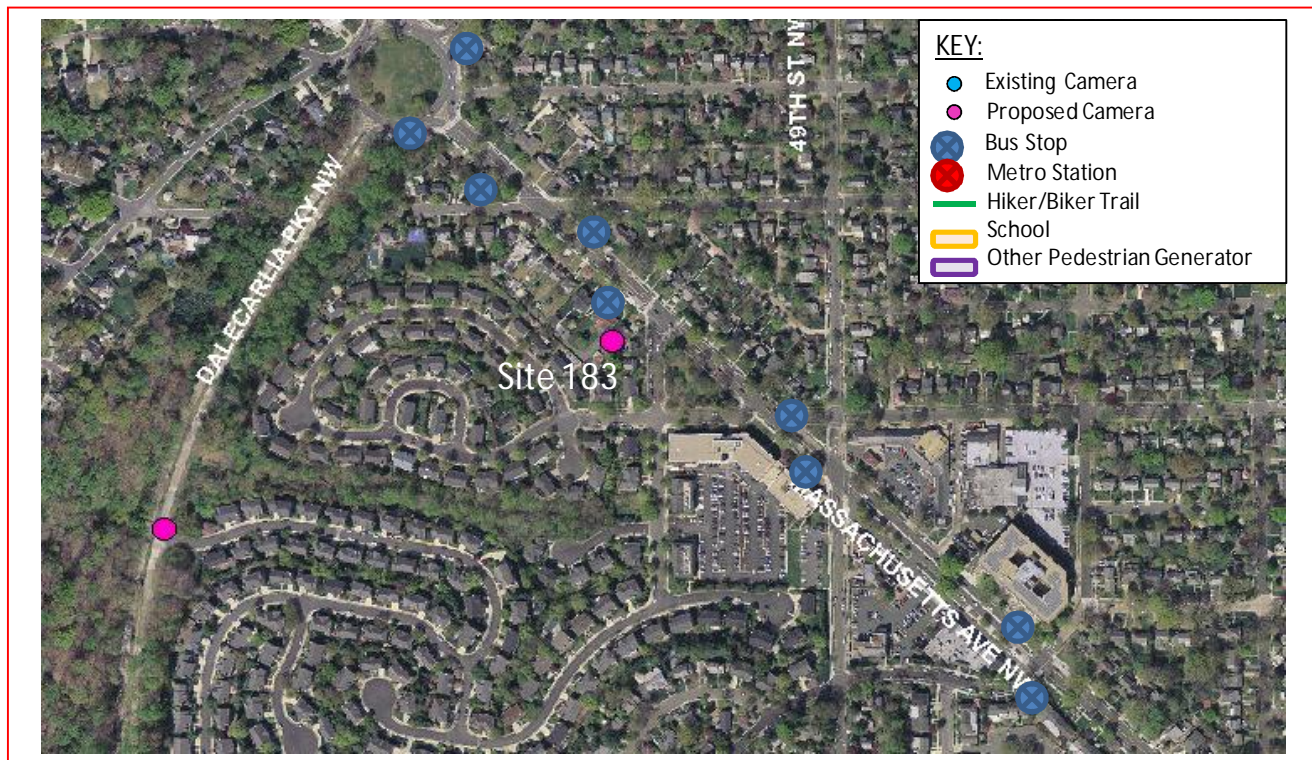 KEY:
Existing Camera
Proposed Camera
Bus Stop
Metro Station
Hiker/Biker Trail
School
Other Pedestrian Generator
49TH ST. NW
DALECARLIA PKY NW
Site 183
MASSACHUSETTS AVE NW